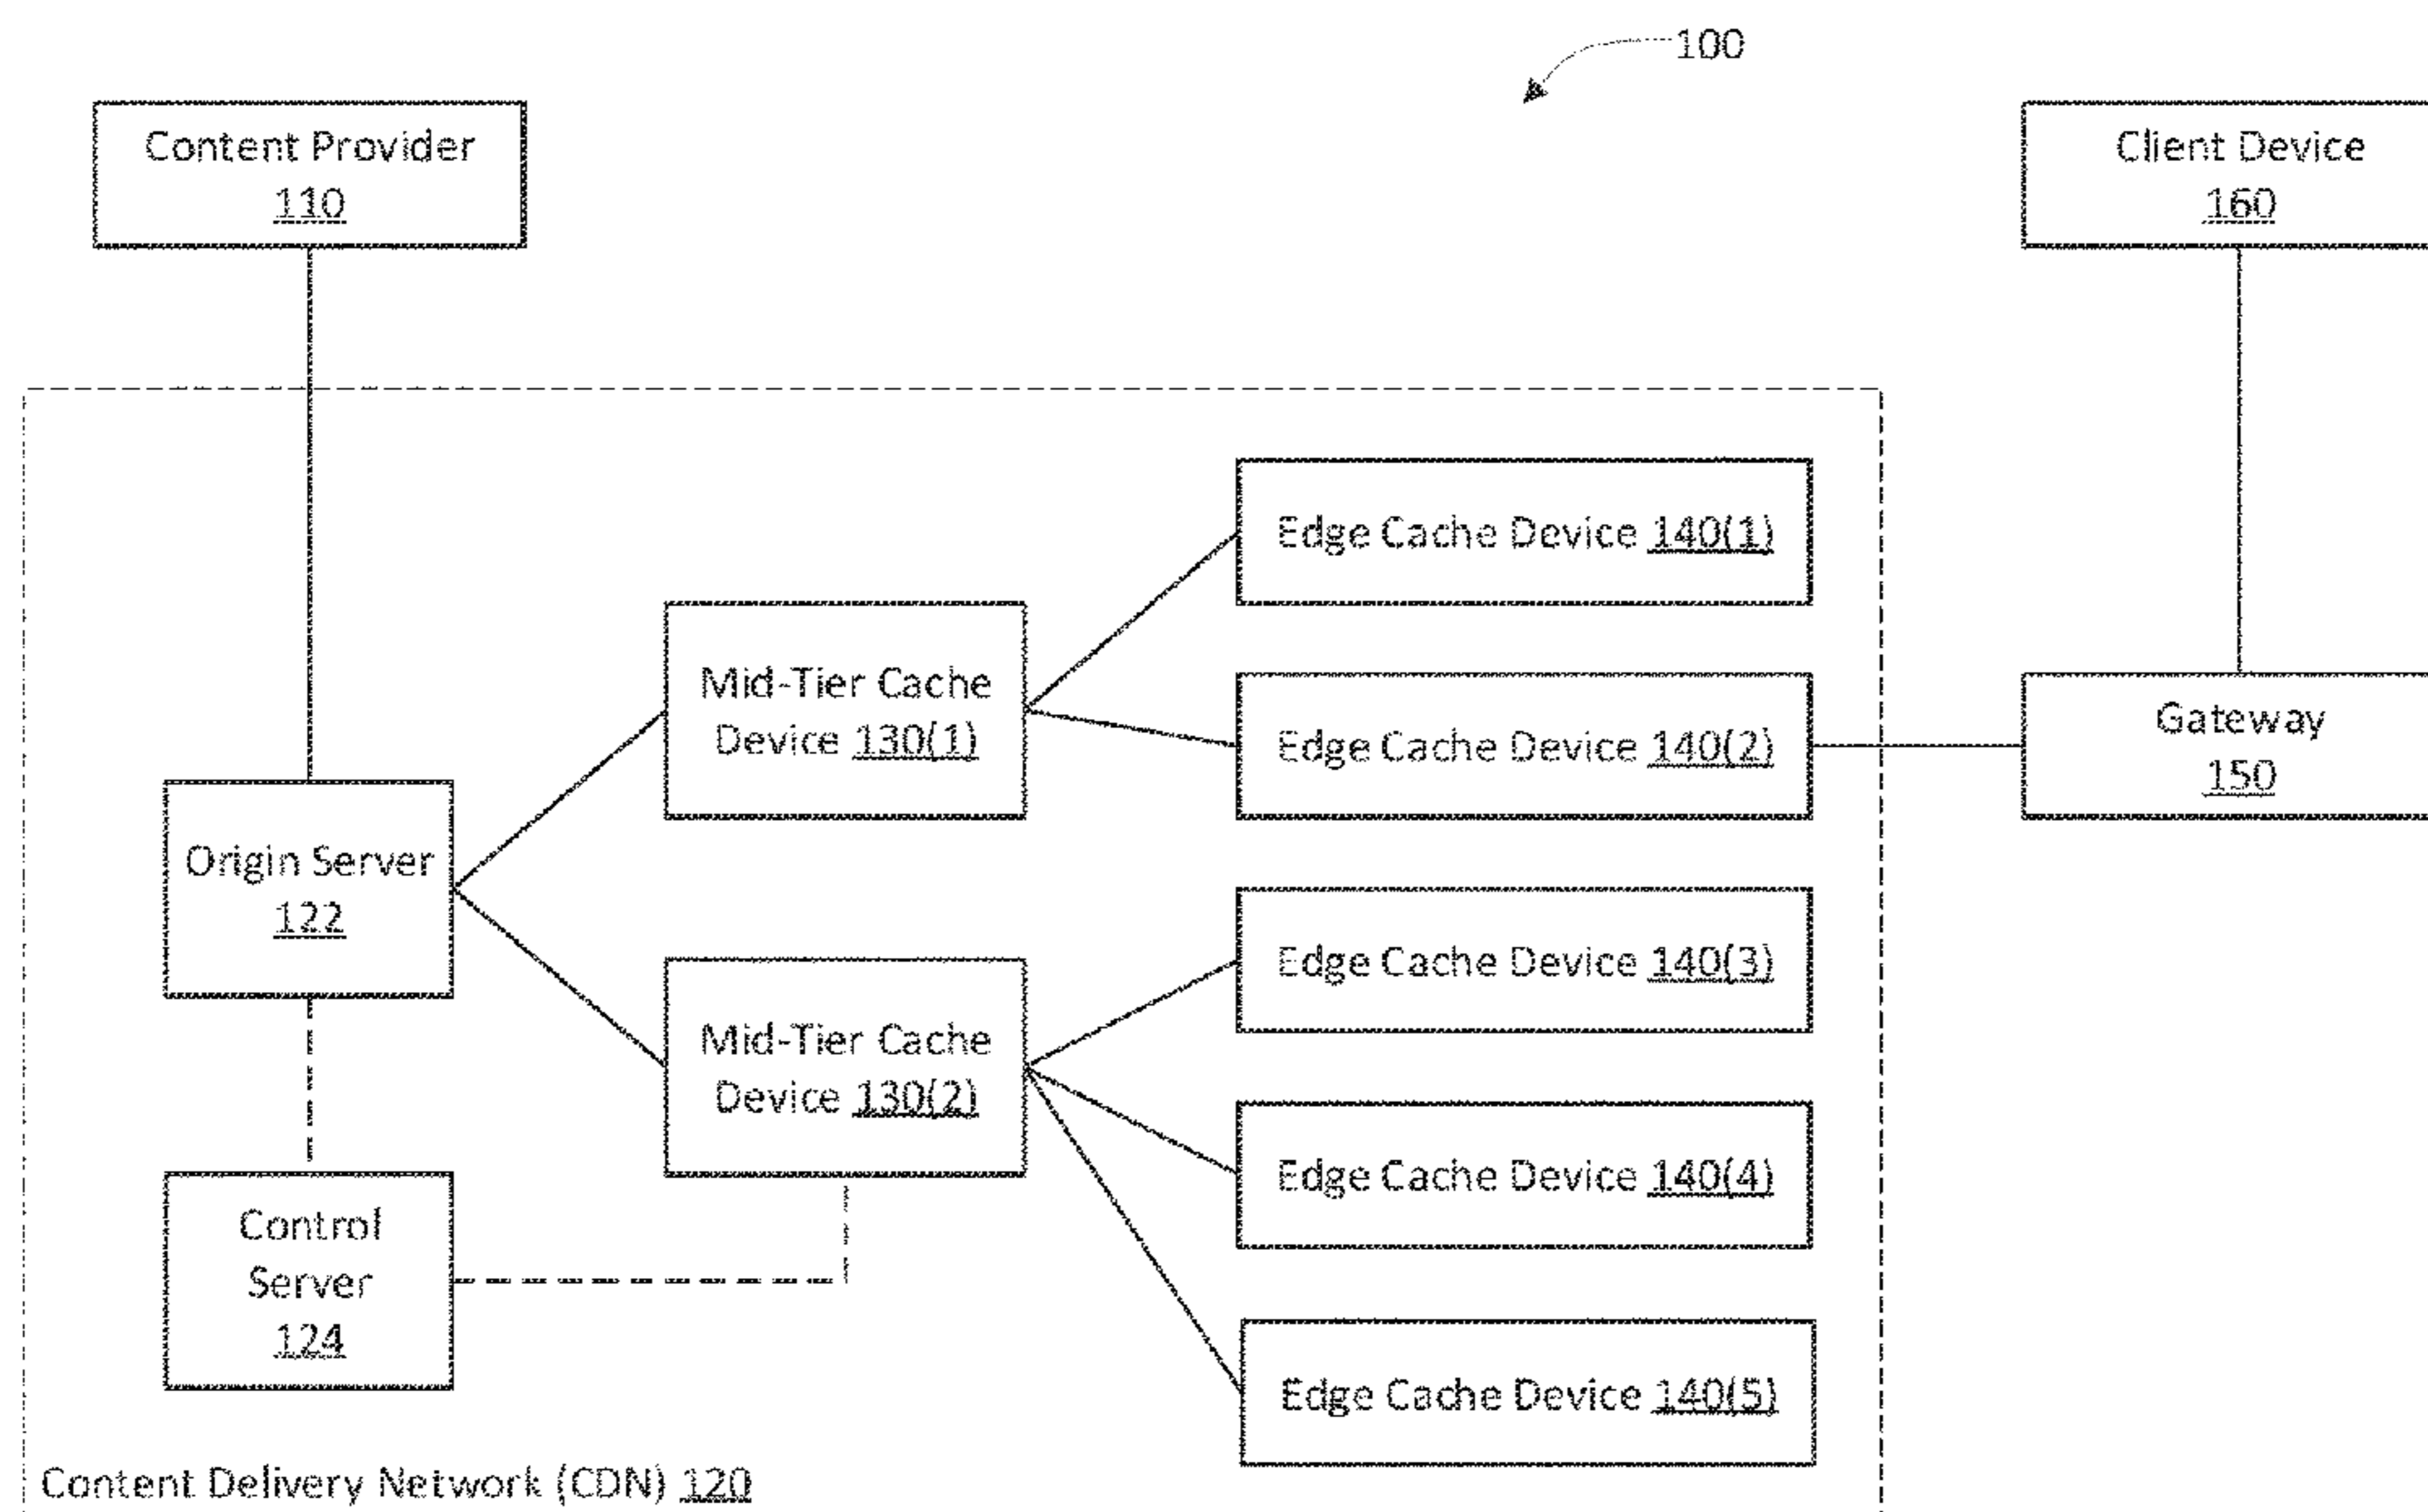 100
Content Provider
110
Client Device
160
Edge Cache Device 140(1)
Mid-Tier Cache
Device 130(1)
Edge Cache Device 140(2)
Gateway
150
Origin Server
122
Edge Cache Device 140(3)
Mid-Tier Cache
Device 130(2)
Edge Cache Device 140(4)
Control
Server
124
Edge Cache Device 140(5)
Content Delivery Network (CDN) 120